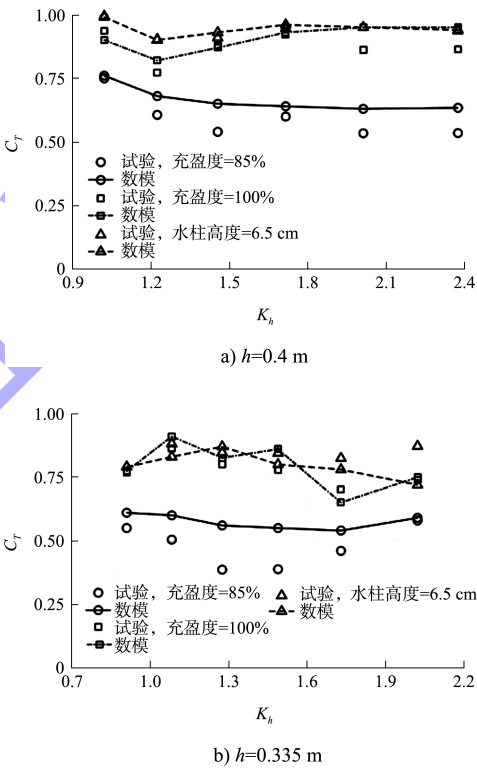 1.00
0.75
0.50
0.25
0
C_T
试验，充盈度=85%
数模
试验，充盈度=100%
数模
试验，水柱高度=6.5 cm
数模
0.9 1.2 1.5 1.8 2.1 2.4
K_h
a) h=0.4 m
1.00
0.75
0.50
0.25
0
C_T
试验，充盈度=85%
数模
试验，充盈度=100%
数模
试验，水柱高度=6.5 cm
数模
0.7 1.0 1.3 1.6 1.9 2.2
K_h
b) h=0.335 m